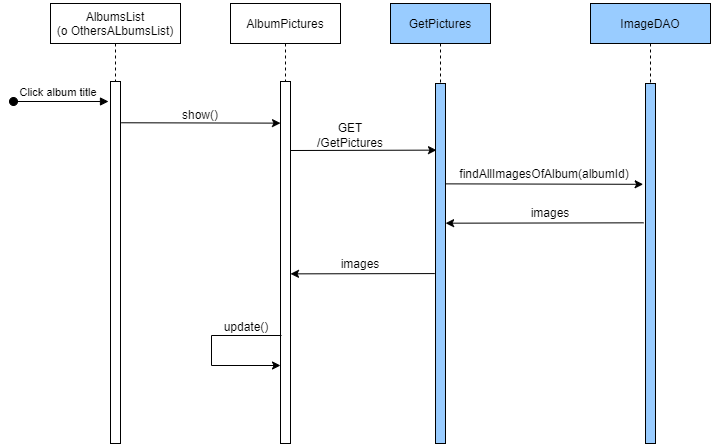 AlbumsList
(o OthersALbumsList)
AlbumPictures
GetPictures
ImageDAO
Click album title
show()
GET
/GetPictures
findAllImagesOfAlbum(albumId)
images
images
update()